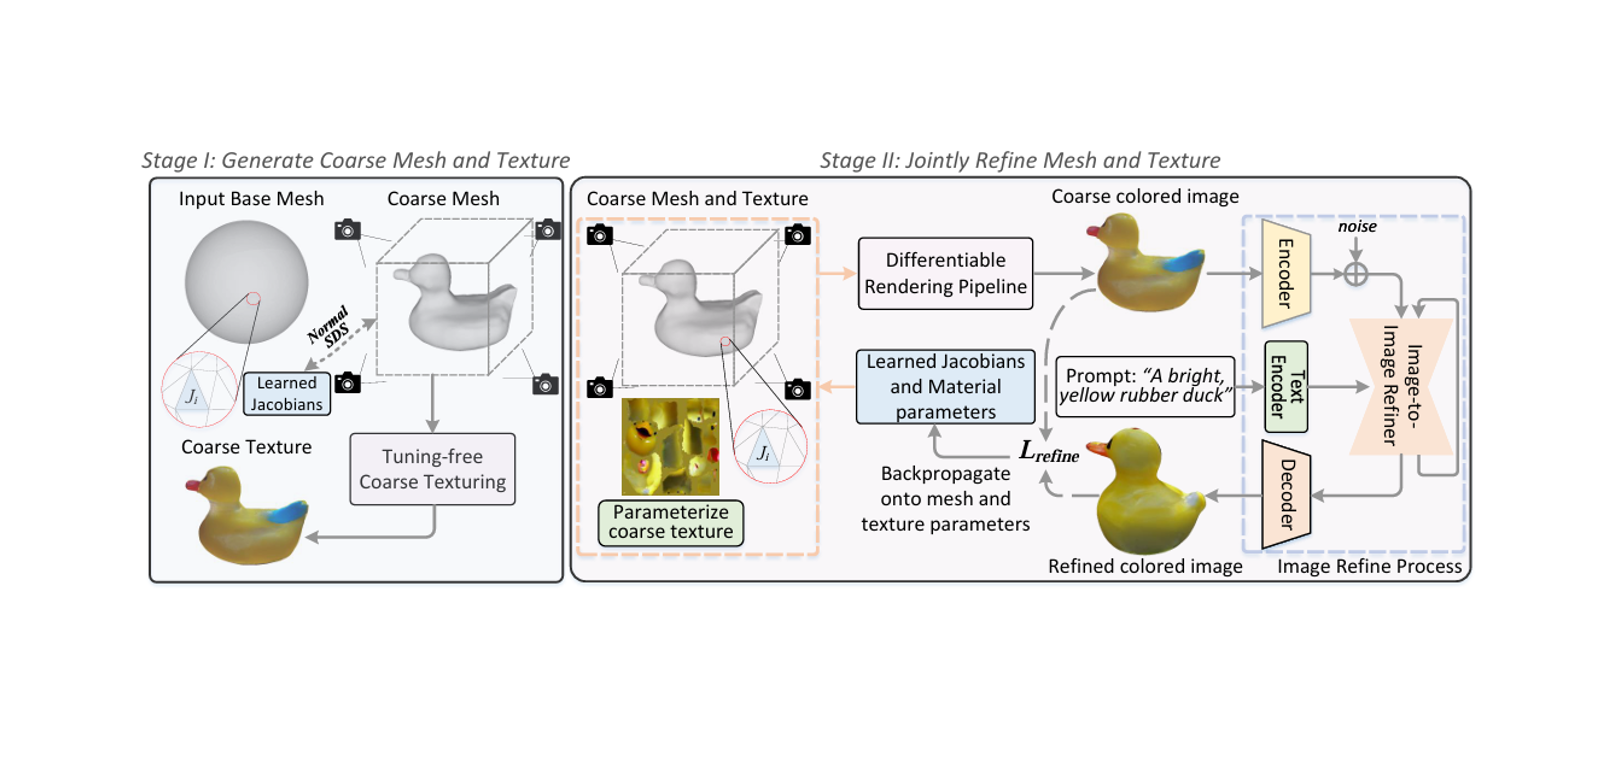 Stage I: Generate Coarse Mesh and Texture
Input Base Mesh
Coarse Mesh
Normal
SDS
J_i
Learned
Jacobians
Coarse Texture
Tuning-free
Coarse Texturing
Stage II: Jointly Refine Mesh and Texture
Coarse Mesh and Texture
J_i
Parameterize
coarse texture
Differentiable
Rendering Pipeline
Learned Jacobians
and Material
parameters
Backpropagate
onto mesh and
texture parameters
L_refine
Coarse colored image
Prompt: “A bright,
yellow rubber duck”
Refined colored image
Encoder
noise
Text
Encoder
Image-to-
Image Refiner
Decoder
Image Refine Process